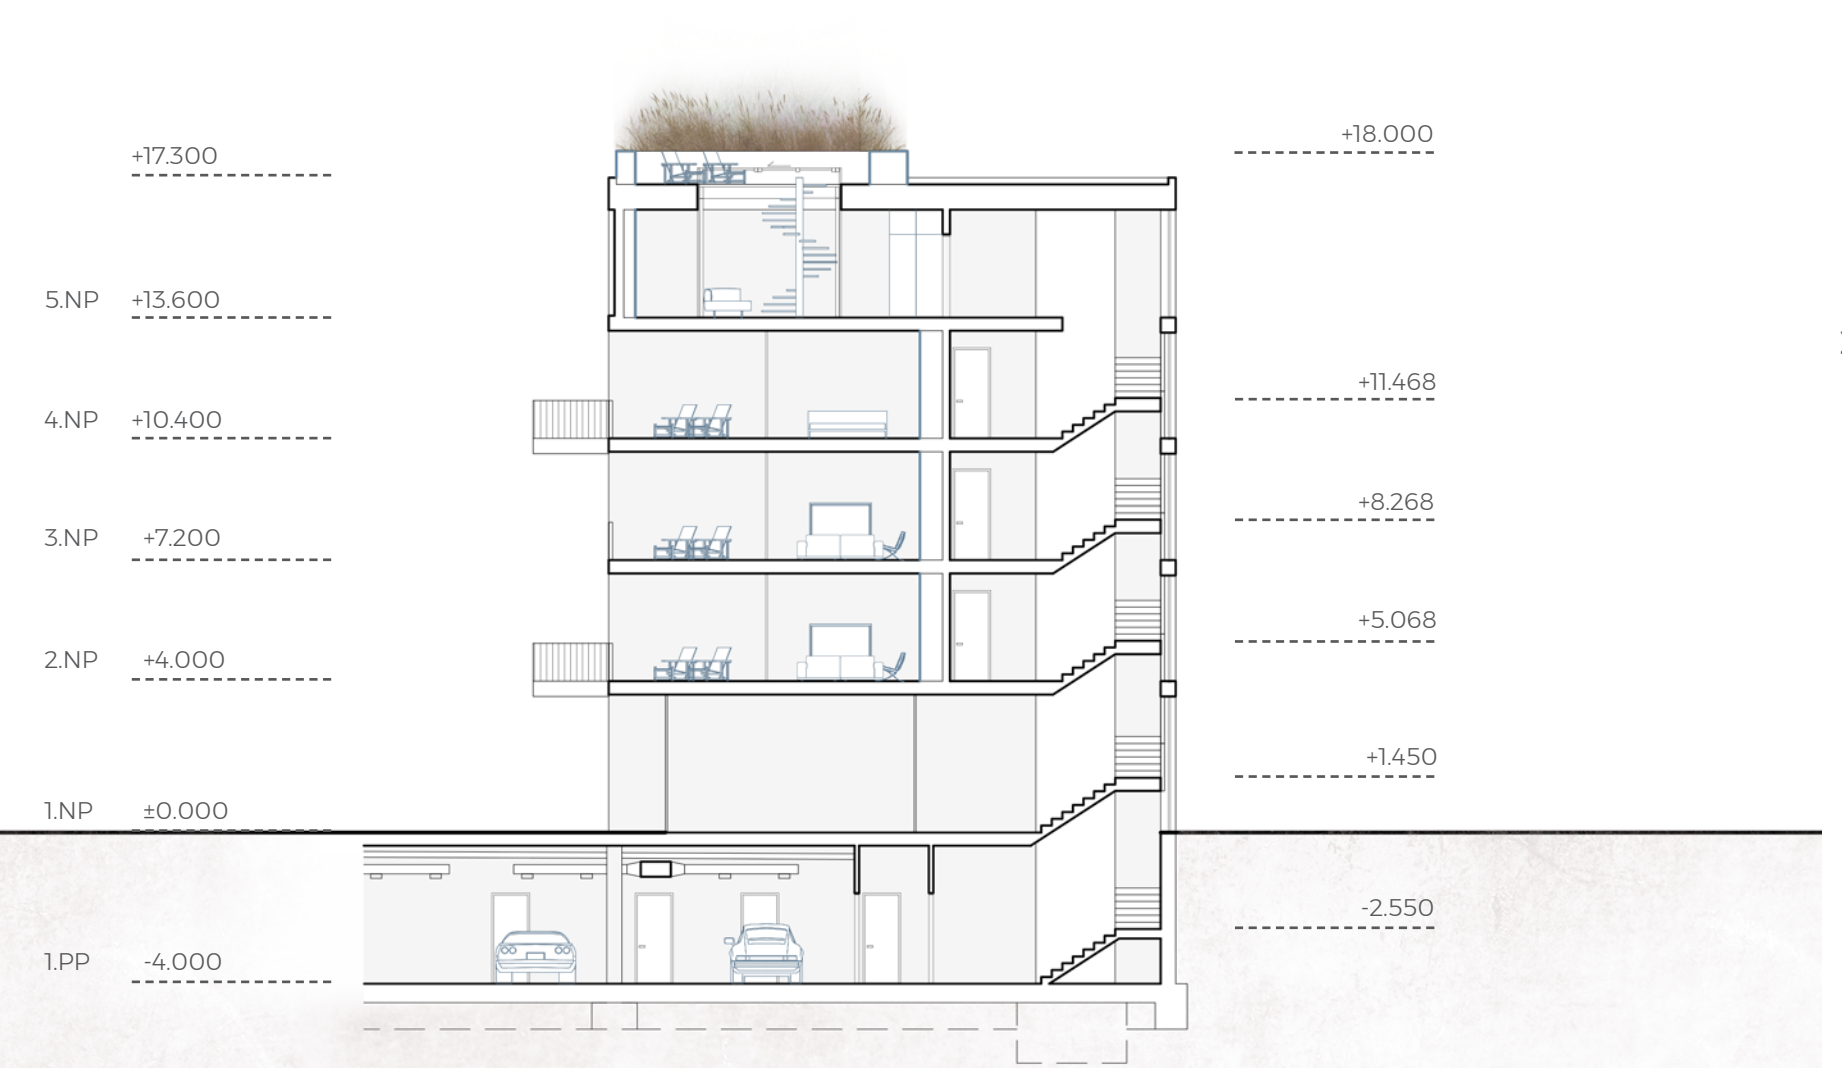 +18.000
+17.300
5.NP +13.600
+11.468
4.NP +10.400
+8.268
3.NP +7.200
+5.068
2.NP +4.000
+1.450
1.NP ±0.000
-2.550
1.PP -4.000